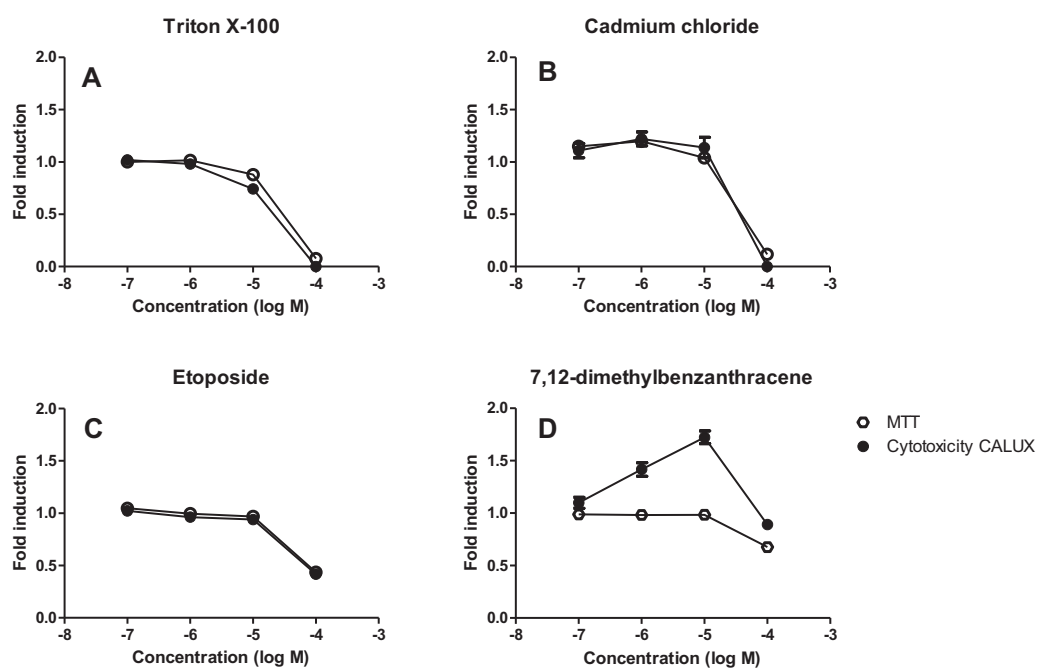 Triton X-100
A
Fold induction
2.0
1.5
1.0
0.5
0.0
-8 -7 -6 -5 -4 -3
Concentration (log M)
Cadmium chloride
B
Fold induction
2.0
1.5
1.0
0.5
0.0
-8 -7 -6 -5 -4 -3
Concentration (log M)
Etoposide
C
Fold induction
2.0
1.5
1.0
0.5
0.0
-8 -7 -6 -5 -4 -3
Concentration (log M)
7,12-dimethylbenzanthracene
D
Fold induction
2.0
1.5
1.0
0.5
0.0
-8 -7 -6 -5 -4 -3
Concentration (log M)
MTT
Cytotoxicity CALUX